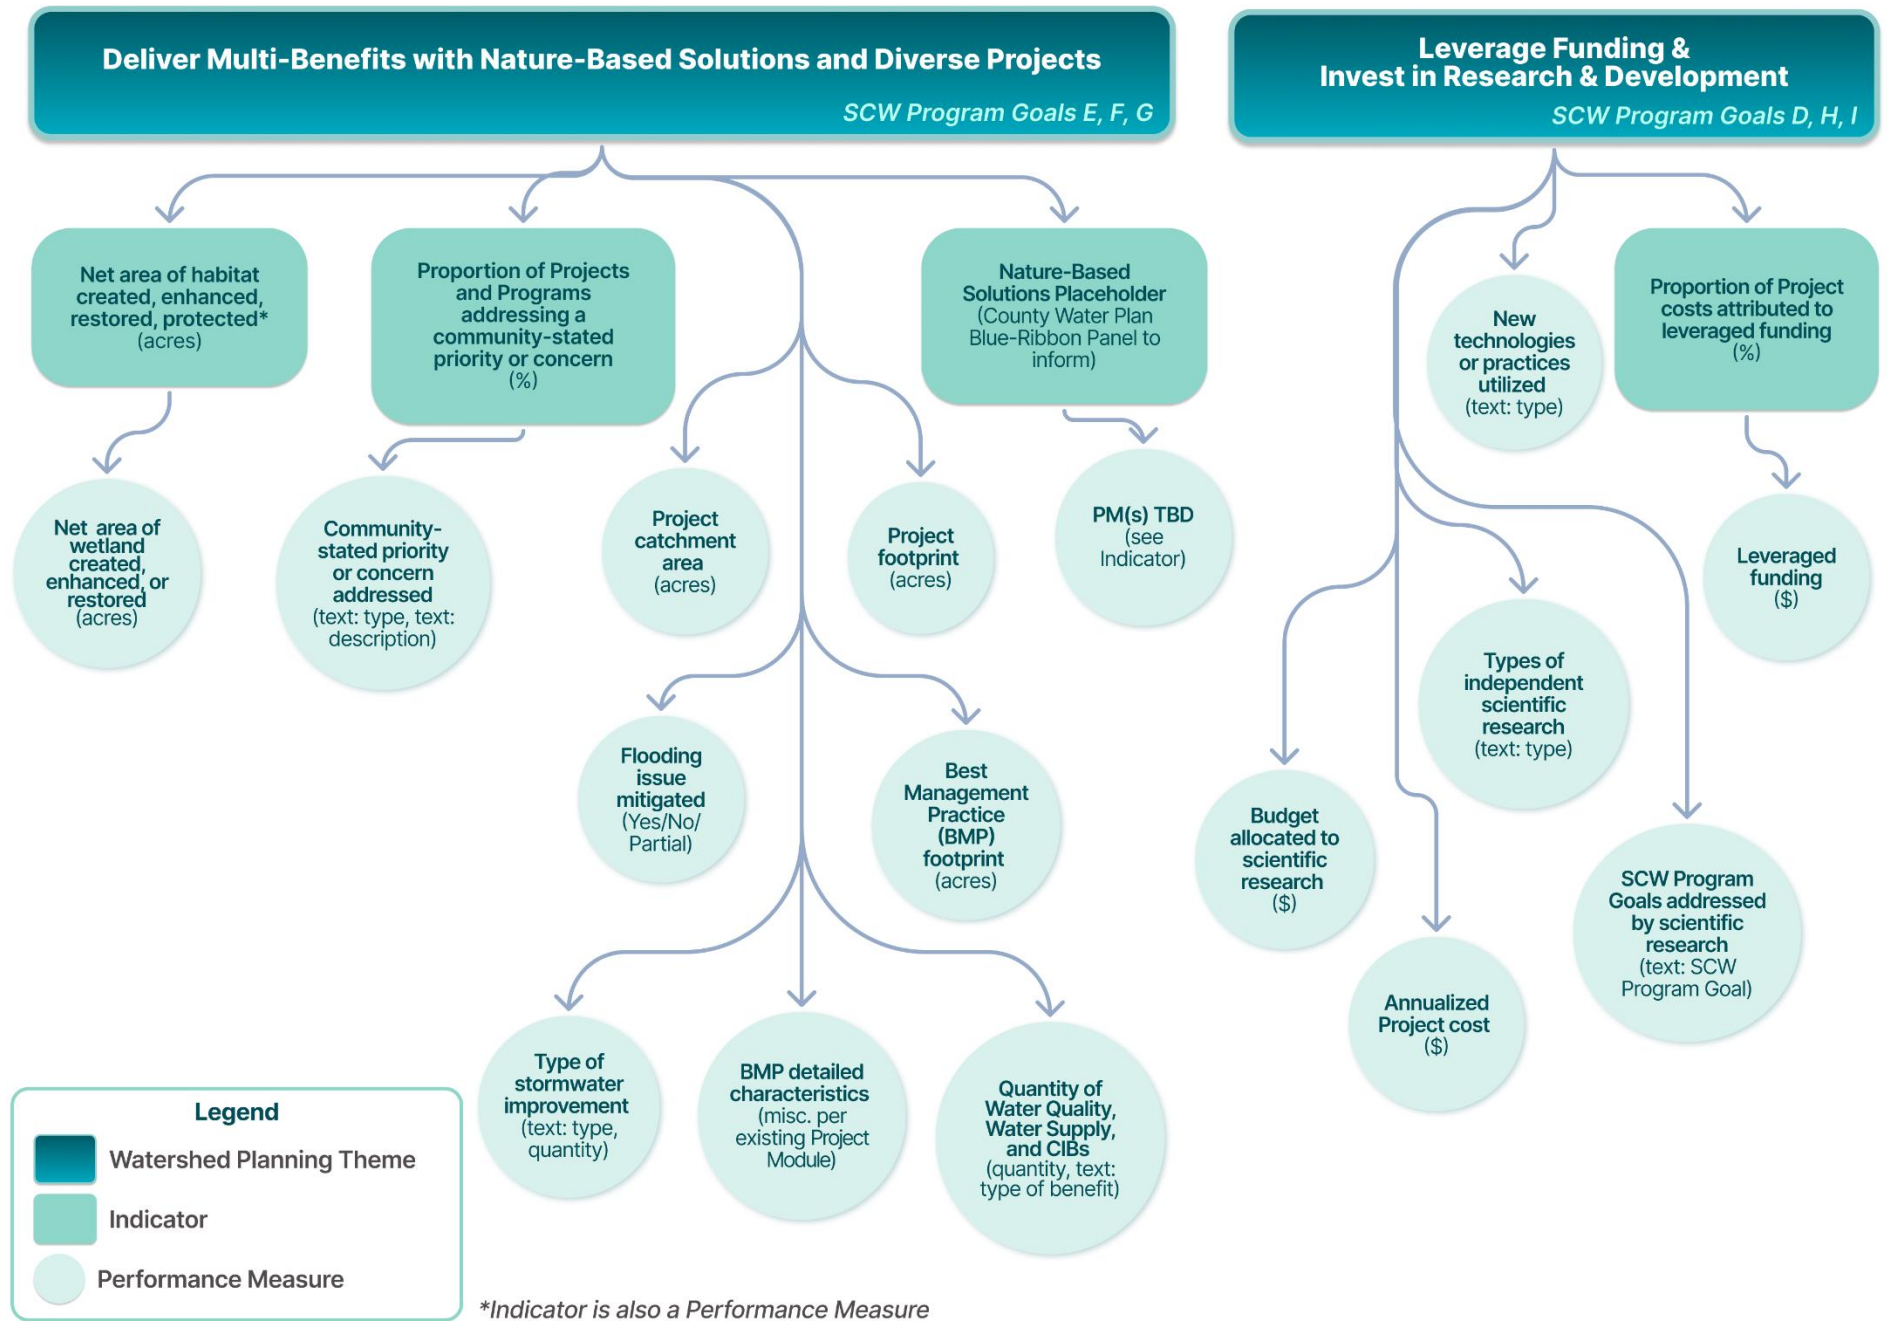 Deliver Multi-Benefits with Nature-Based Solutions and Diverse Projects
SCW Program Goals E, F, G
Leverage Funding &
Invest in Research & Development
SCW Program Goals D, H, I
Net area of habitat
created, enhanced,
restored, protected*
(acres)
Proportion of Projects
and Programs
addressing a
community-stated
priority or concern
(%)
Nature-Based
Solutions Placeholder
(County Water Plan
Blue-Ribbon Panel to
inform)
New
technologies
or practices
utilized
(text: type)
Proportion of Project
costs attributed to
leveraged funding
(%)
Net area of
wetland
created,
enhanced, or
restored
(acres)
Community-
stated priority
or concern
addressed
(text: type, text:
description)
Project
catchment
area
(acres)
Project
footprint
(acres)
PM(s) TBD
(see
Indicator)
Leveraged
funding
($)
Types of
independent
scientific
research
(text: type)
Flooding
issue
mitigated
(Yes/No/
Partial)
Best
Management
Practice
(BMP)
footprint
(acres)
Budget
allocated to
scientific
research
($)
SCW Program
Goals addressed
by scientific
research
(text: SCW
Program Goal)
Annualized
Project cost
($)
Type of
stormwater
improvement
(text: type,
quantity)
BMP detailed
characteristics
(misc. per
existing Project
Module)
Quantity of
Water Quality,
Water Supply,
and CIBs
(quantity, text:
type of benefit)
Legend
Watershed Planning Theme
Indicator
Performance Measure
*Indicator is also a Performance Measure